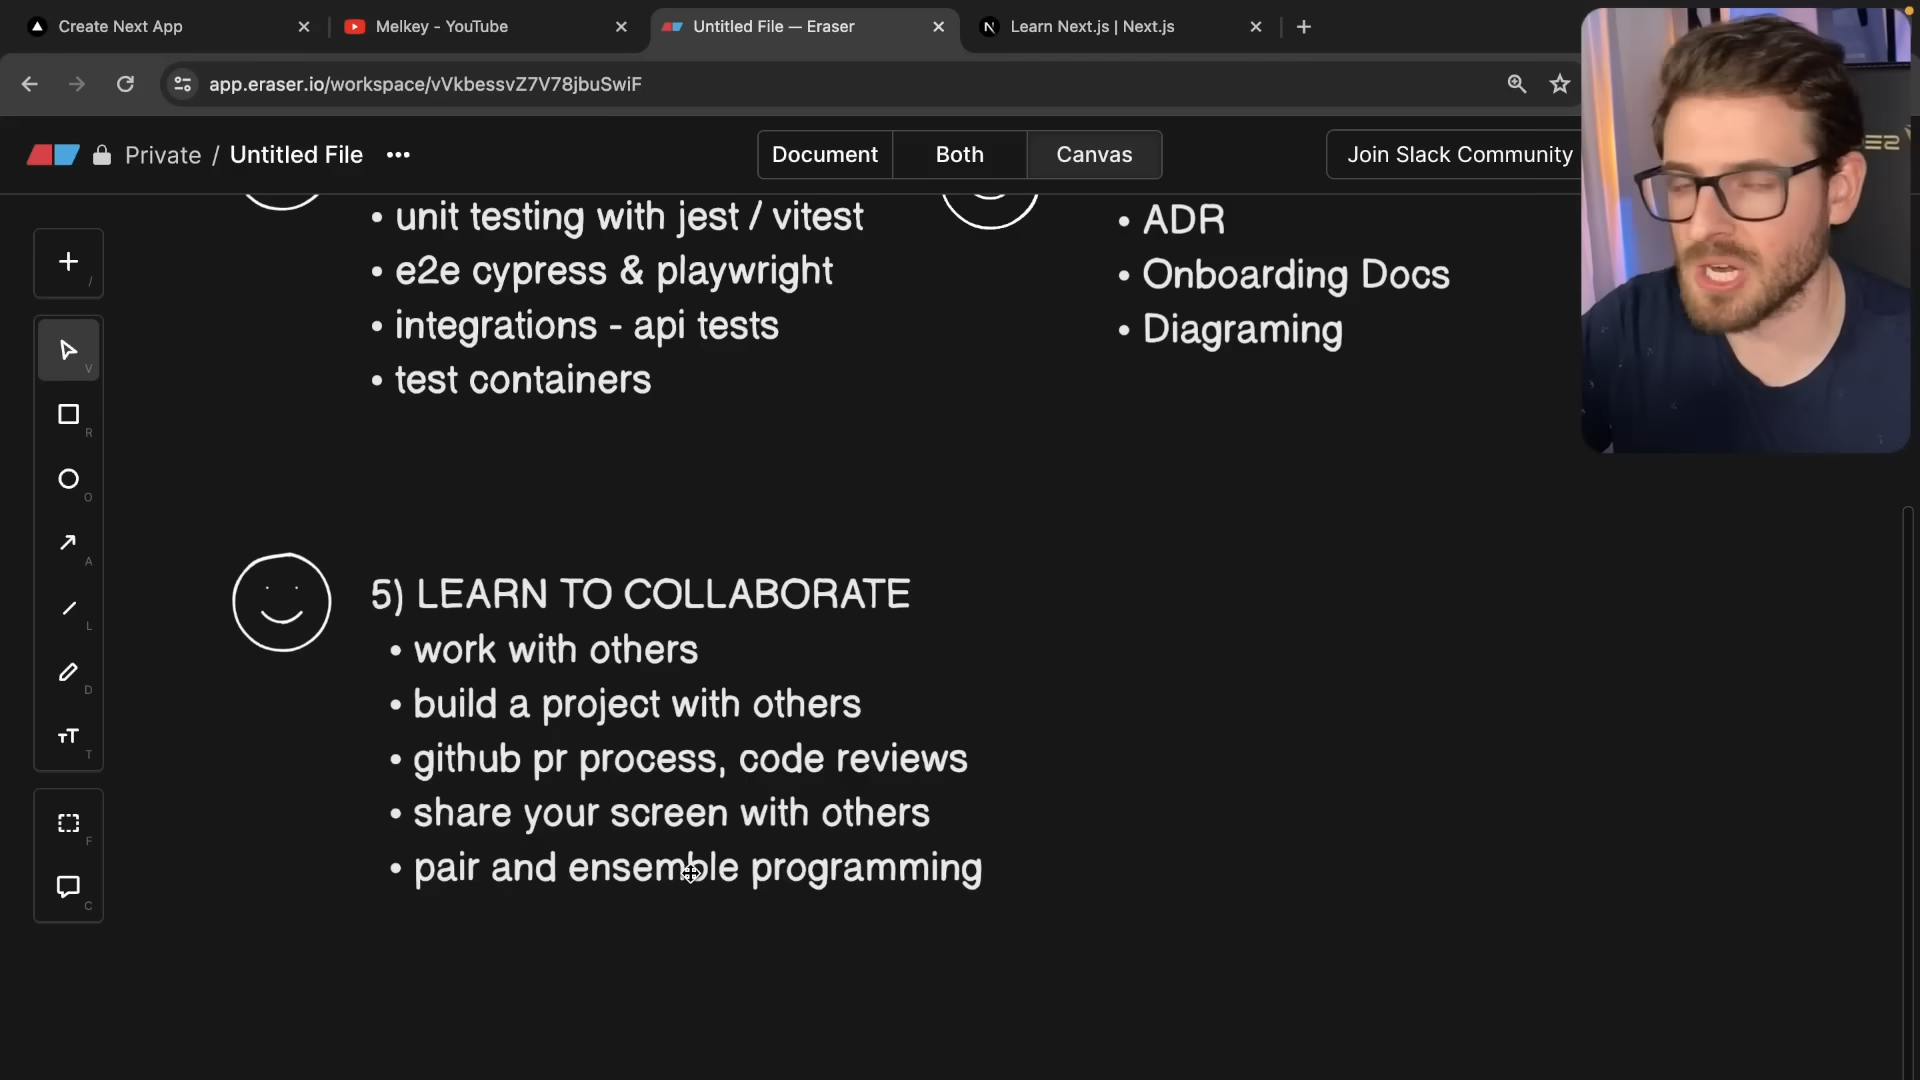 Create Next App
Melkey - YouTube
Untitled File — Eraser
Learn Next.js | Next.js
app.eraser.io/workspace/vVkbessvZ7V78jbuSwiF
Private / Untitled File
Document
Both
Canvas
Join Slack Community
• unit testing with jest / vitest
• e2e cypress & playwright
• integrations - api tests
• test containers
• ADR
• Onboarding Docs
• Diagraming
/
V
R
O
A
L
D
T
F
C
5) LEARN TO COLLABORATE
• work with others
• build a project with others
• github pr process, code reviews
• share your screen with others
• pair and ensemble programming